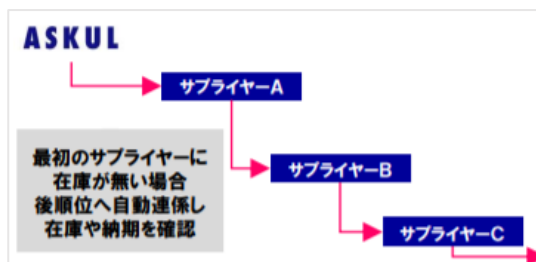 ASKUL
サプライヤーA
最初のサプライヤーに
在庫が無い場合
後順位へ自動連係し
在庫や納期を確認
サプライヤーB
サプライヤーC